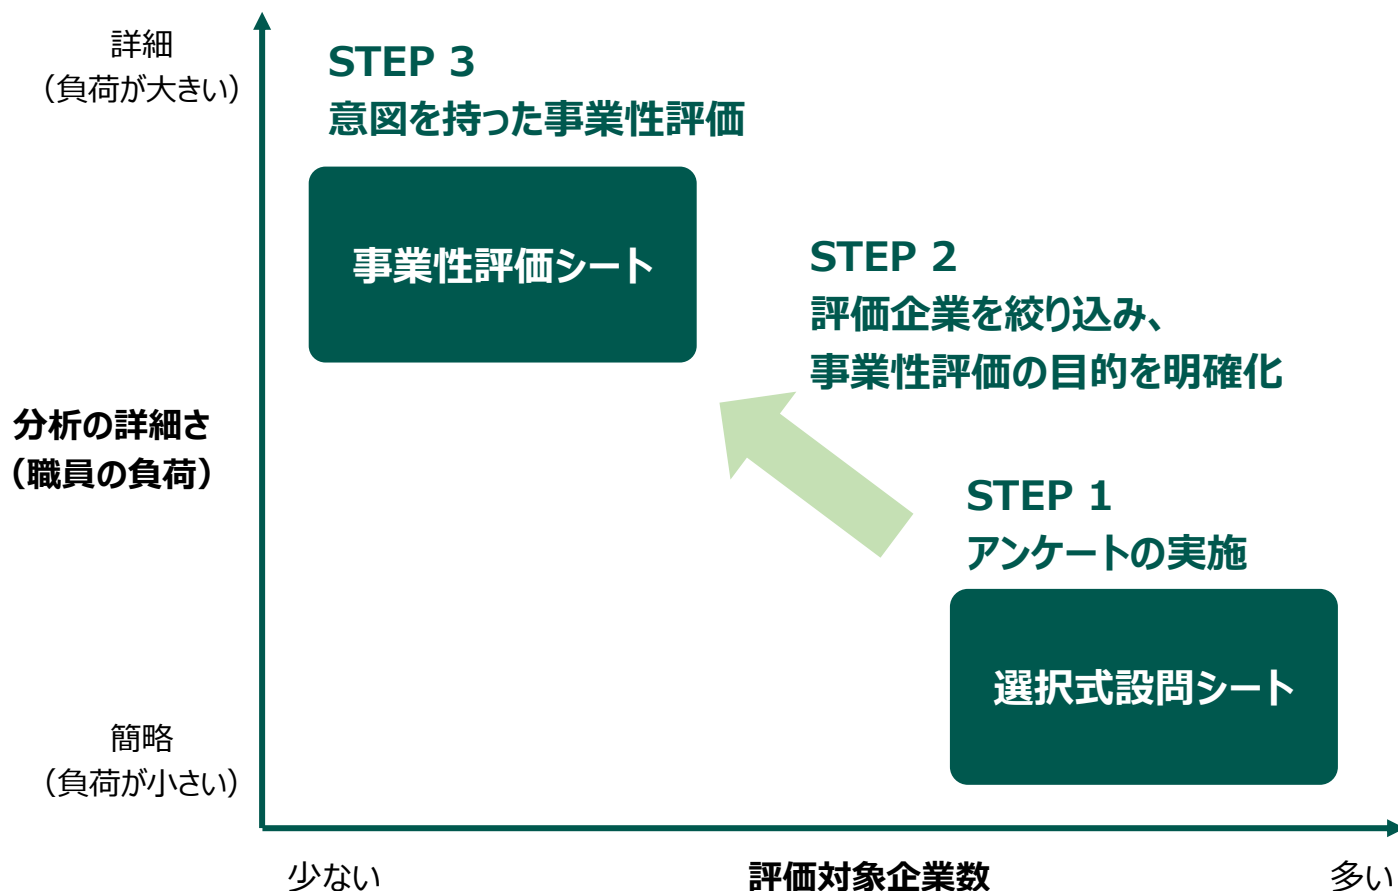 詳細
（負荷が大きい）
STEP 3
意図を持った事業性評価
事業性評価シート
STEP 2
評価企業を絞り込み、
事業性評価の目的を明確化
分析の詳細さ
（職員の負荷）
STEP 1
アンケートの実施
選択式設問シート
簡略
（負荷が小さい）
少ない
評価対象企業数
多い